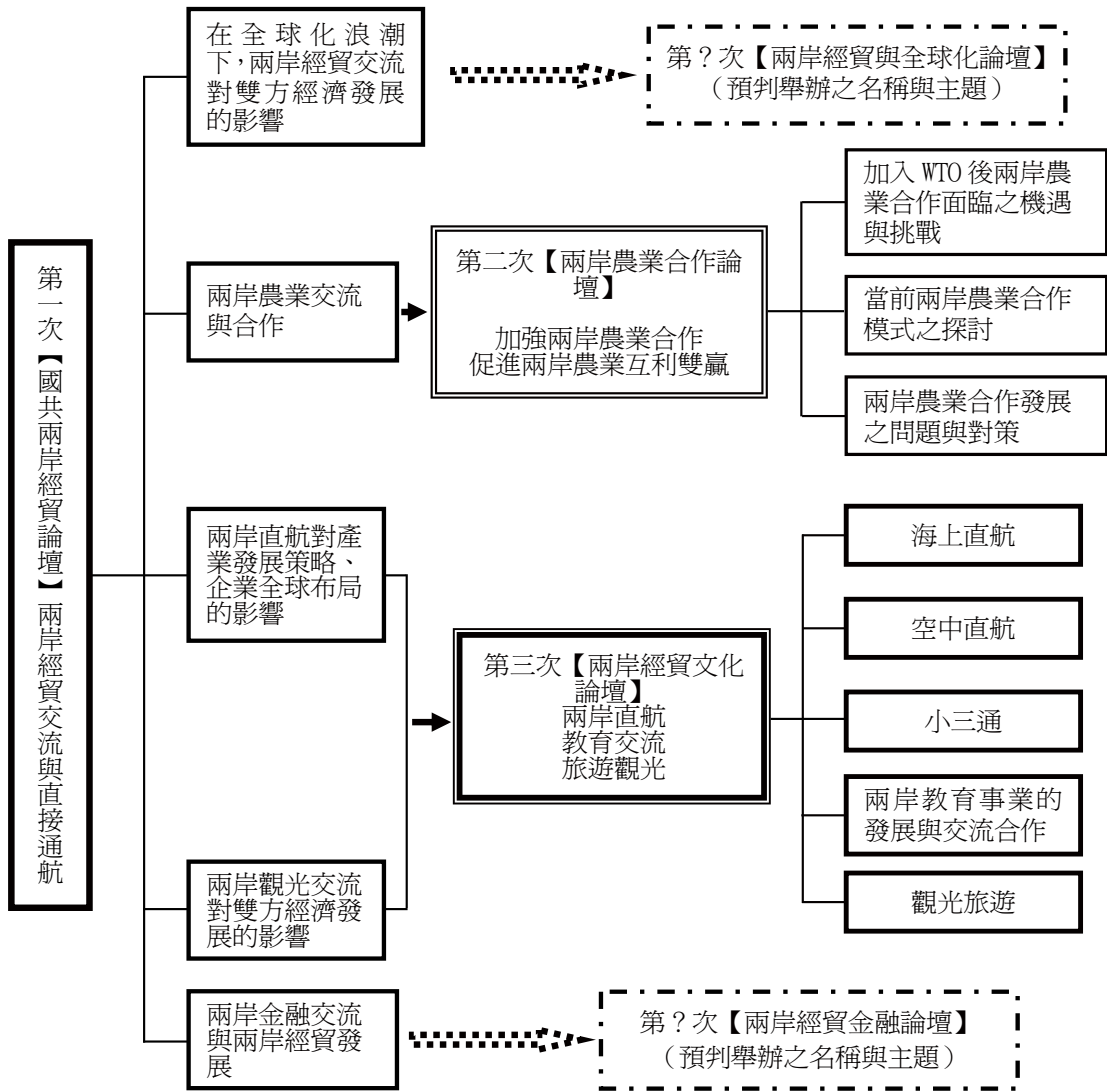 第一次【國共兩岸經貿論壇】兩岸經貿交流與直接通航
在全球化浪潮
下,兩岸經貿交流
對雙方經濟發展
的影響
第?次【兩岸經貿與全球化論壇】
(預判舉辦之名稱與主題)
兩岸農業交流
與合作
第二次【兩岸農業合作論
壇】
加強兩岸農業合作
促進兩岸農業互利雙贏
加入 WTO 後兩岸農
業合作面臨之機遇
與挑戰
當前兩岸農業合作
模式之探討
兩岸農業合作發展
之問題與對策
兩岸直航對產
業發展策略、
企業全球布局
的影響
兩岸觀光交流
對雙方經濟發
展的影響
第三次【兩岸經貿文化
論壇】
兩岸直航
教育交流
旅遊觀光
海上直航
空中直航
小三通
兩岸教育事業的
發展與交流合作
觀光旅遊
兩岸金融交流
與兩岸經貿發
展
第?次【兩岸經貿金融論壇】
(預判舉辦之名稱與主題)